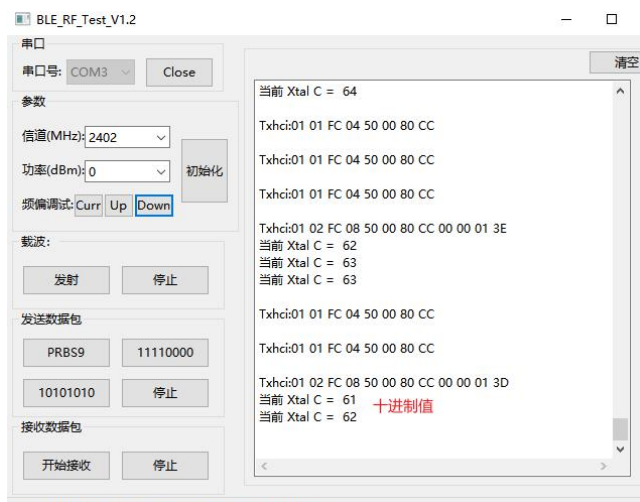 BLE_RF_Test_V1.2
串口
串口号: COM3 Close
参数
信道(MHz): 2402
功率(dBm): 0
初始化
频偏调试: Curr Up Down
载波：
发射 停止
发送数据包
PRBS9 11110000
10101010 停止
接收数据包
开始接收 停止
清空
当前 Xtal C = 64
Txhci:01 01 FC 04 50 00 80 CC
Txhci:01 01 FC 04 50 00 80 CC
Txhci:01 01 FC 04 50 00 80 CC
Txhci:01 02 FC 08 50 00 80 CC 00 00 01 3E
当前 Xtal C = 62
当前 Xtal C = 63
当前 Xtal C = 63
Txhci:01 01 FC 04 50 00 80 CC
Txhci:01 01 FC 04 50 00 80 CC
Txhci:01 02 FC 08 50 00 80 CC 00 00 01 3D
当前 Xtal C = 61
十进制值
当前 Xtal C = 62